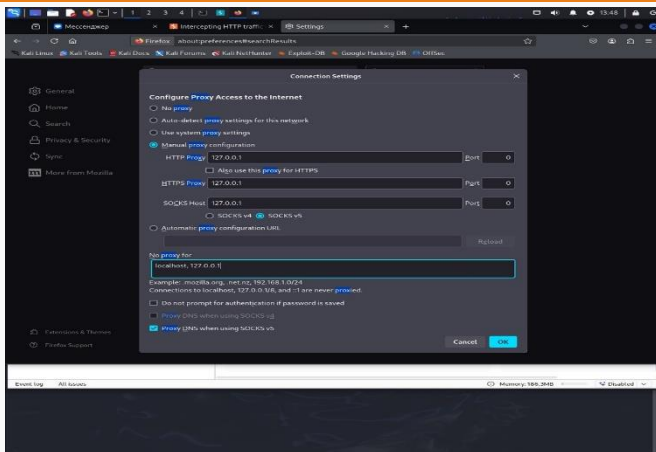 1 2 3 4
13:48
Мессенджер
Intercepting HTTP traffic
Settings
Firefox about:preferences#searchResults
Kali Linux Kali Tools Kali Docs Kali Forums Kali NetHunter Exploit-DB Google Hacking DB OffSec
Connection Settings
General
Home
Search
Privacy & Security
Sync
More from Mozilla
Extensions & Themes
Firefox Support
Configure Proxy Access to the Internet
No proxy
Auto-detect proxy settings for this network
Use system proxy settings
Manual proxy configuration
HTTP Proxy 127.0.0.1 Port 0
Also use this proxy for HTTPS
HTTPS Proxy 127.0.0.1 Port 0
SOCKS Host 127.0.0.1 Port 0
SOCKS v4 SOCKS v5
Automatic proxy configuration URL
Reload
No proxy for
localhost, 127.0.0.1
Example: .mozilla.org, .net.nz, 192.168.1.0/24
Connections to localhost, 127.0.0.1/8, and ::1 are never proxied.
Do not prompt for authentication if password is saved
Proxy DNS when using SOCKS v4
Proxy DNS when using SOCKS v5
Cancel OK
Event log All issues Memory: 186.3MB Disabled